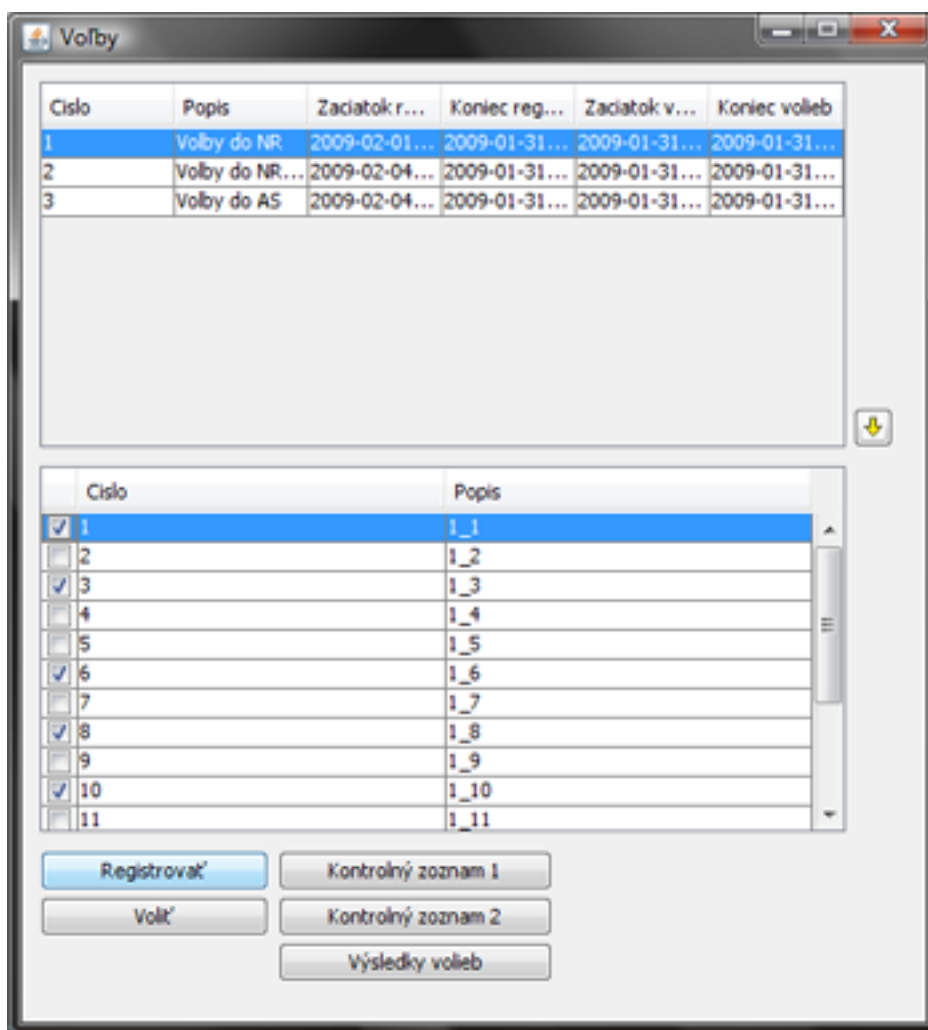 Voľby
Cislo Popis Zaciatok r... Koniec reg... Zaciatok v... Koniec volieb
1 Volby do NR 2009-02-01... 2009-01-31... 2009-01-31... 2009-01-31...
2 Volby do NR... 2009-02-04... 2009-01-31... 2009-01-31... 2009-01-31...
3 Volby do AS 2009-02-04... 2009-01-31... 2009-01-31... 2009-01-31...
Cislo Popis
1 1_1
2 1_2
3 1_3
4 1_4
5 1_5
6 1_6
7 1_7
8 1_8
9 1_9
10 1_10
11 1_11
Registrovať Kontrolný zoznam 1
Voliť Kontrolný zoznam 2
Výsledky volieb